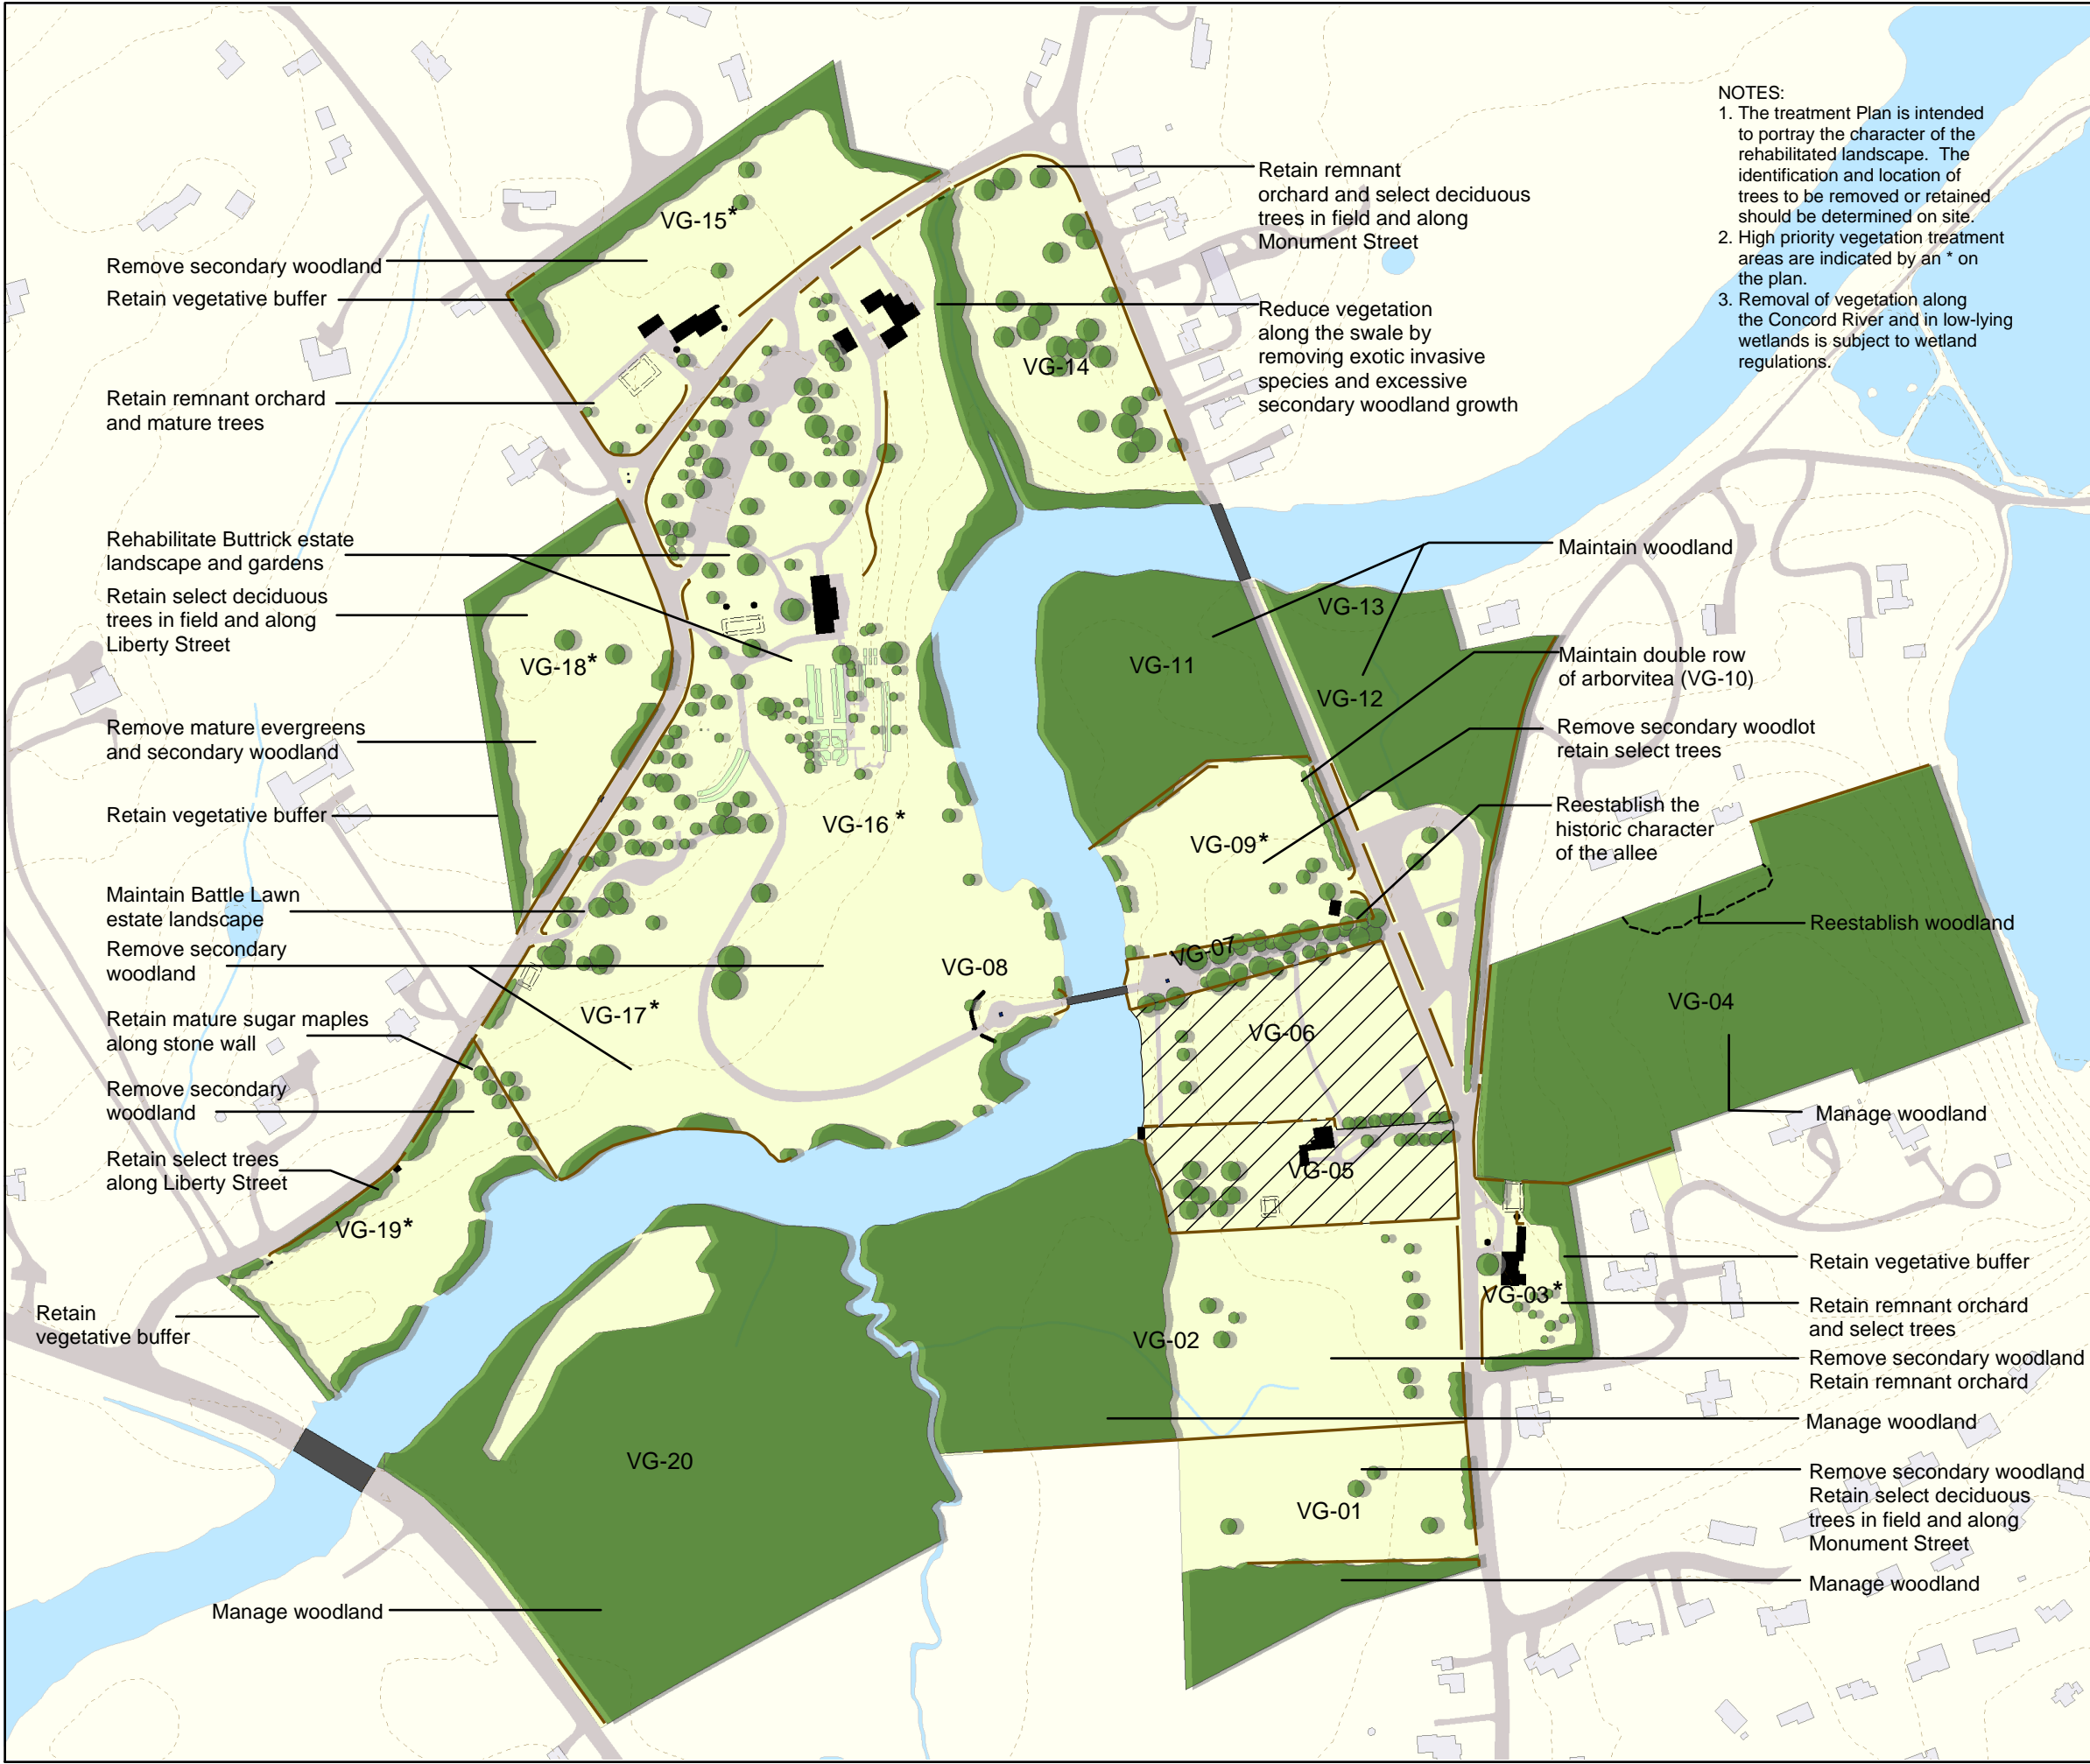 NOTES:
1. The treatment Plan is intended
to portray the character of the
rehabilitated landscape. The
identification and location of
trees to be removed or retained
should be determined on site.
2. High priority vegetation treatment
areas are indicated by an * on
the plan.
3. Removal of vegetation along
the Concord River and in low-lying
wetlands is subject to wetland
regulations.
Remove secondary woodland
Retain vegetative buffer
Retain remnant orchard
and mature trees
Rehabilitate Buttrick estate
landscape and gardens
Retain select deciduous
trees in field and along
Liberty Street
Remove mature evergreens
and secondary woodland
Retain vegetative buffer
Maintain Battle Lawn
estate landscape
Remove secondary
woodland
Retain mature sugar maples
along stone wall
Remove secondary
woodland
Retain select trees
along Liberty Street
Retain
vegetative buffer
Manage woodland
VG-15*
VG-14
VG-18*
VG-16 *
VG-17*
VG-08
VG-19*
VG-20
VG-11
VG-13
VG-12
VG-09*
VG-07
VG-06
VG-05
VG-04
VG-03*
VG-02
VG-01
Retain remnant
orchard and select deciduous
trees in field and along
Monument Street
Reduce vegetation
along the swale by
removing exotic invasive
species and excessive
secondary woodland growth
Maintain woodland
Maintain double row
of arborvitea (VG-10)
Remove secondary woodlot
retain select trees
Reestablish the
historic character
of the allee
Reestablish woodland
Manage woodland
Retain vegetative buffer
Retain remnant orchard
and select trees
Remove secondary woodland
Retain remnant orchard
Manage woodland
Remove secondary woodland
Retain select deciduous
trees in field and along
Monument Street
Manage woodland